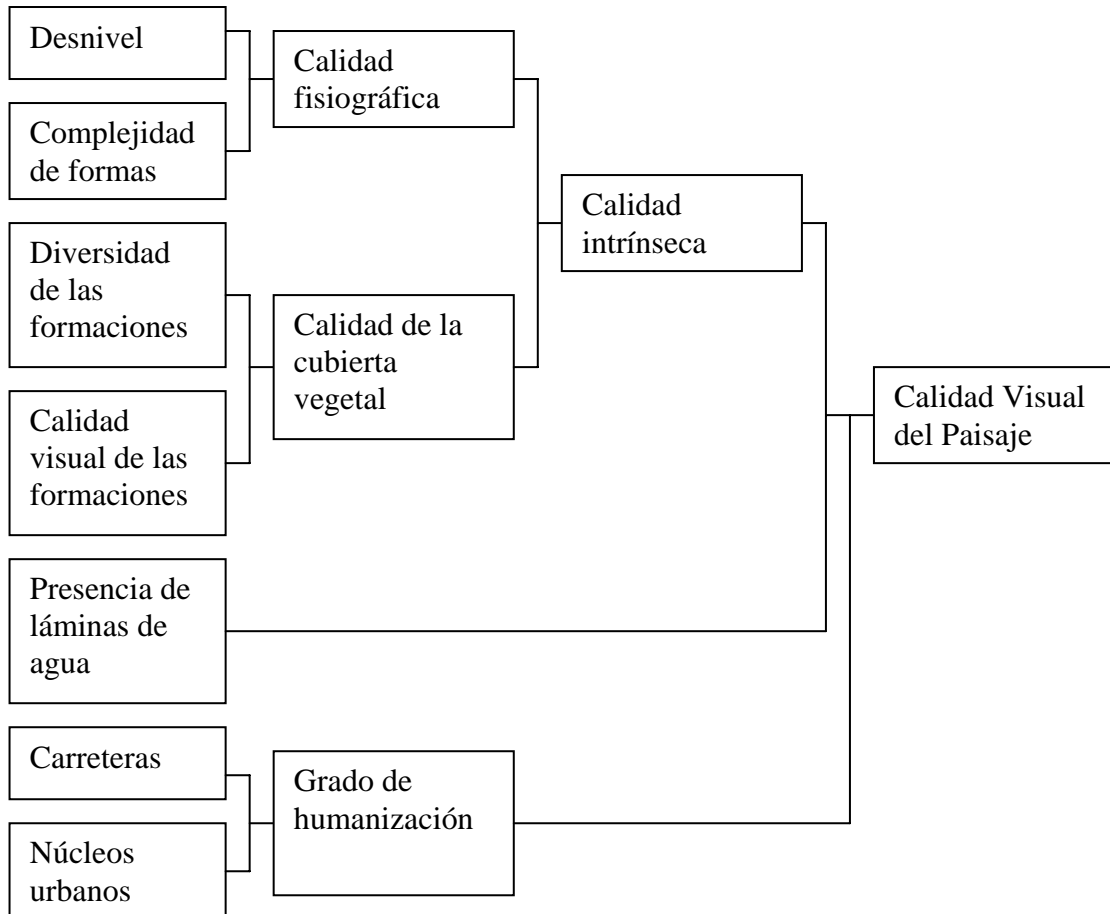 Desnivel
Complejidad
de formas
Diversidad
de las
formaciones
Calidad
visual de las
formaciones
Presencia de
láminas de
agua
Carreteras
Núcleos
urbanos
Calidad
fisiográfica
Calidad de la
cubierta
vegetal
Grado de
humanización
Calidad
intrínseca
Calidad Visual
del Paisaje